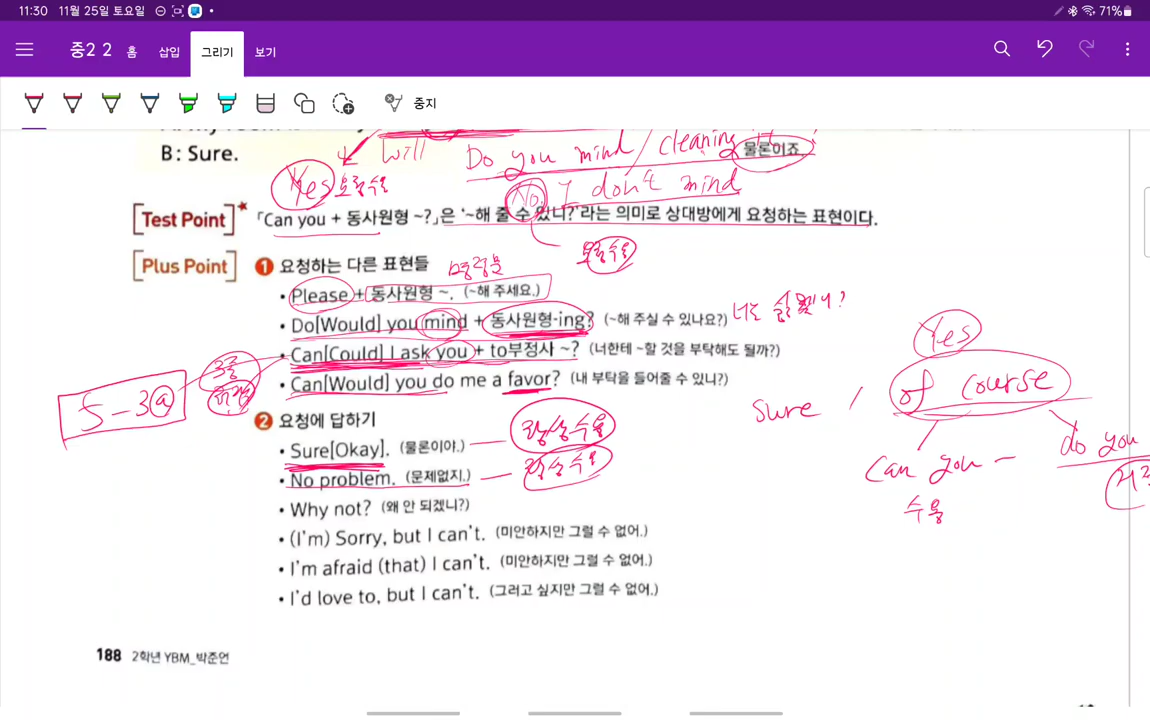 11:30 11월 25일 토요일 71%
중2 2 홈 삽입 그리기 보기
중지
will Do you mind / cleaning it ?
B : Sure. 물론이죠
Yes 요청수용 No. I don't mind
[Test Point]* 「Can you + 동사원형 ~?」은 '~해 줄 수 있니?'라는 의미로 상대방에게 요청하는 표현이다.
[Plus Point] ❶ 요청하는 다른 표현들 명령문
• Please + 동사원형 ~. (~해 주세요.)
• Do[Would] you mind + 동사원형-ing? (~해 주실 수 있나요?) 너는
• Can[Could] I ask you + to부정사 ~? (너한테 ~할 것을 부탁해도 될까?)
• Can[Would] you do me a favor? (내 부탁을 들어줄 수 있니?)
Yes
5-3ⓐ
sure / of course
❷ 요청에 답하기
• Sure[Okay]. (물론이야.) 항상수용
• No problem. (문제없지.) 항상수용
do you
Can you ~
수용
• Why not? (왜 안 되겠니?)
• (I'm) Sorry, but I can't. (미안하지만 그럴 수 없어.)
• I'm afraid (that) I can't. (미안하지만 그럴 수 없어.)
• I'd love to, but I can't. (그러고 싶지만 그럴 수 없어.)
188 2학년 YBM_박준언